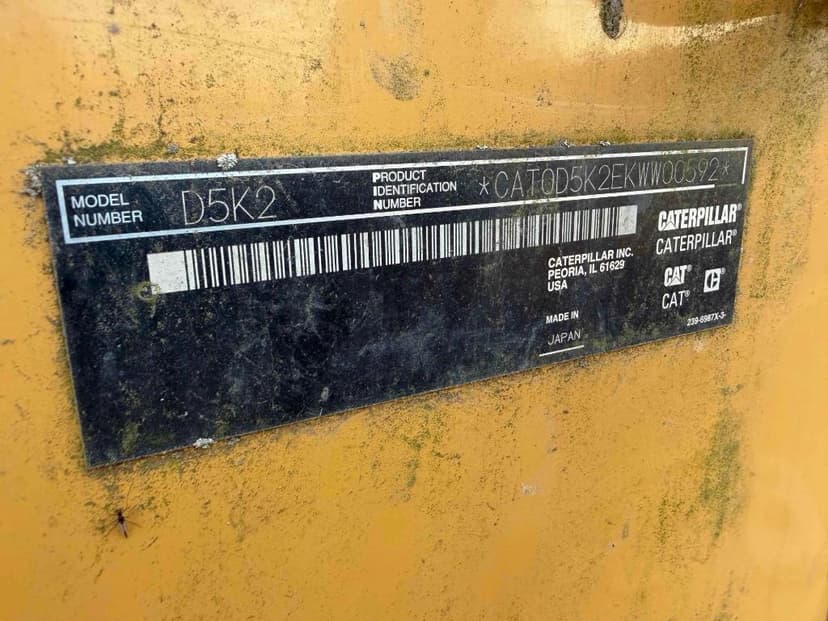 MODEL NUMBER D5K2
PRODUCT IDENTIFICATION NUMBER *CAT0D5K2EKWW00592*
CATERPILLAR INC.
PEORIA, IL 61629
USA
MADE IN
JAPAN
CATERPILLAR®
CATERPILLAR®
CAT® C®
CAT®
239-6987X-3-